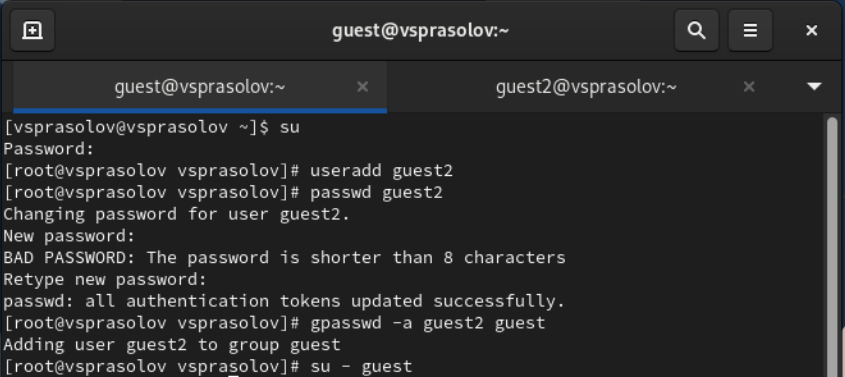 guest@vsprasolov:~
guest@vsprasolov:~
guest2@vsprasolov:~
[vsprasolov@vsprasolov ~]$ su
Password:
[root@vsprasolov vsprasolov]# useradd guest2
[root@vsprasolov vsprasolov]# passwd guest2
Changing password for user guest2.
New password:
BAD PASSWORD: The password is shorter than 8 characters
Retype new password:
passwd: all authentication tokens updated successfully.
[root@vsprasolov vsprasolov]# gpasswd -a guest2 guest
Adding user guest2 to group guest
[root@vsprasolov vsprasolov]# su - guest